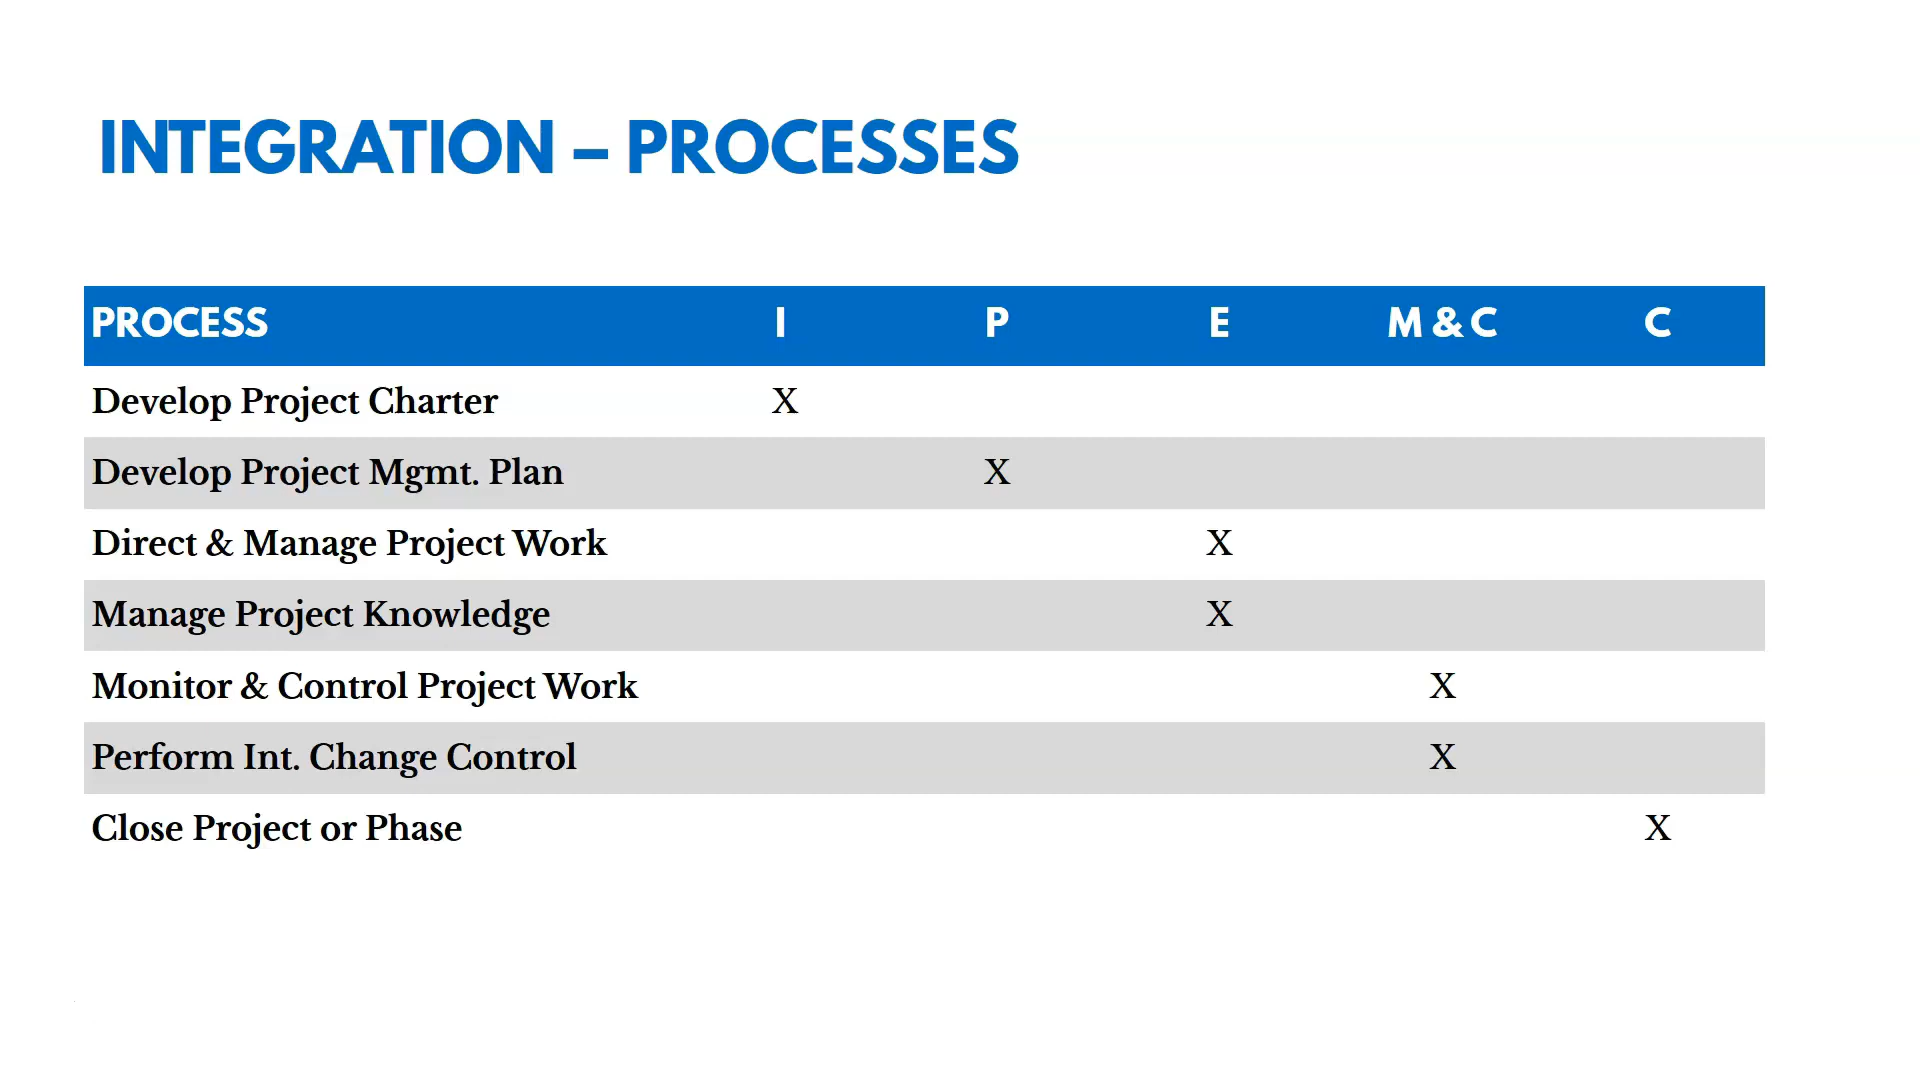 INTEGRATION – PROCESSES
PROCESS I P E M & C C
Develop Project Charter X
Develop Project Mgmt. Plan X
Direct & Manage Project Work X
Manage Project Knowledge X
Monitor & Control Project Work X
Perform Int. Change Control X
Close Project or Phase X